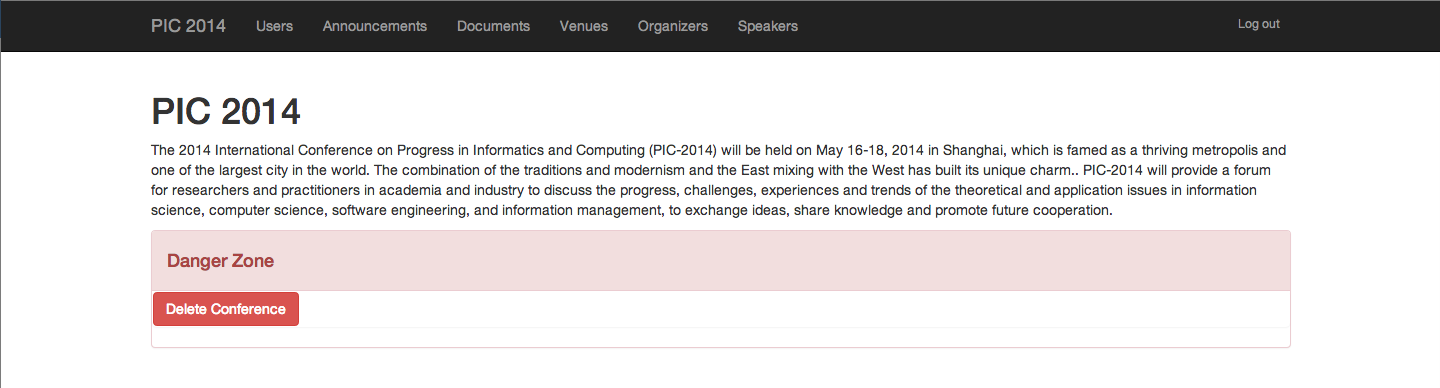 PIC 2014 Users Announcements Documents Venues Organizers Speakers Log out
PIC 2014
The 2014 International Conference on Progress in Informatics and Computing (PIC-2014) will be held on May 16-18, 2014 in Shanghai, which is famed as a thriving metropolis and
one of the largest city in the world. The combination of the traditions and modernism and the East mixing with the West has built its unique charm.. PIC-2014 will provide a forum
for researchers and practitioners in academia and industry to discuss the progress, challenges, experiences and trends of the theoretical and application issues in information
science, computer science, software engineering, and information management, to exchange ideas, share knowledge and promote future cooperation.
Danger Zone
Delete Conference